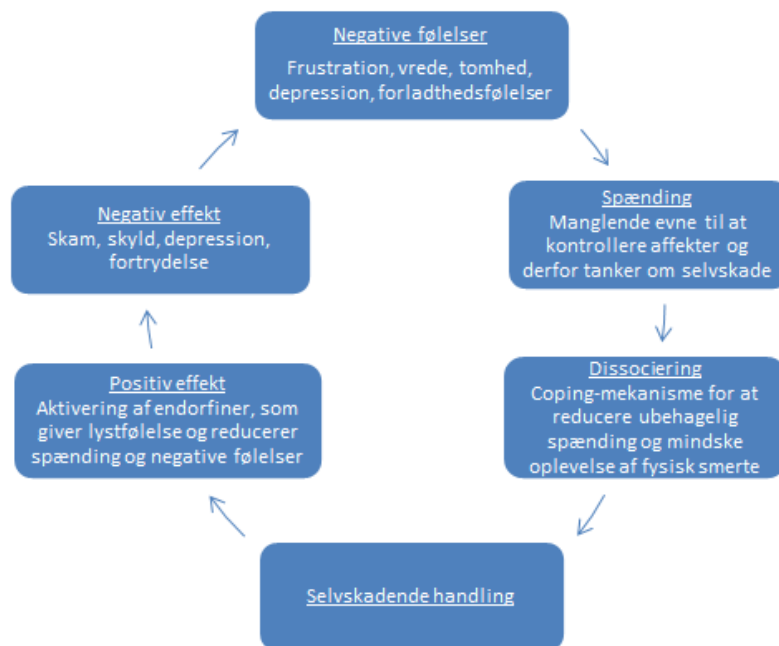 Negative følelser
Frustration, vrede, tomhed,
depression, forladthedsfølelser
Spænding
Manglende evne til at
kontrollere affekter og
derfor tanker om selvskade
Dissociering
Coping-mekanisme for at
reducere ubehagelig
spænding og mindske
oplevelse af fysisk smerte
Selvskadende handling
Positiv effekt
Aktivering af endorfiner, som
giver lystfølelse og reducerer
spænding og negative følelser
Negativ effekt
Skam, skyld, depression,
fortrydelse